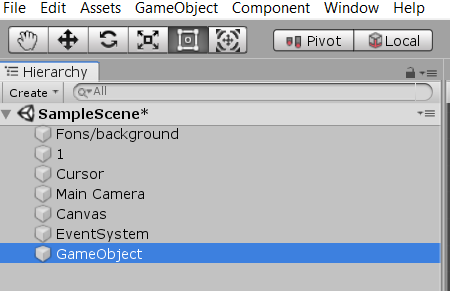 File Edit Assets GameObject Component Window Help
Pivot Local
Hierarchy
Create All
SampleScene*
Fons/background
1
Cursor
Main Camera
Canvas
EventSystem
GameObject